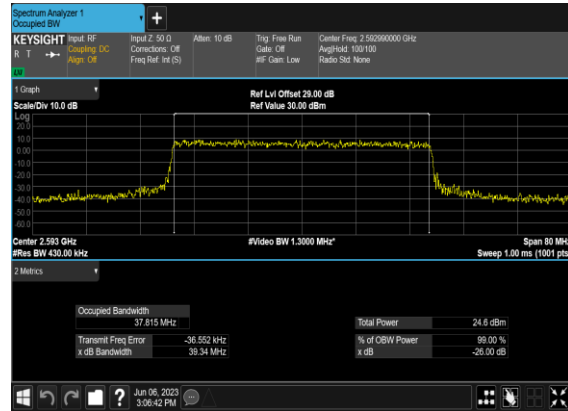 Spectrum Analyzer 1
Occupied BW
KEYSIGHT Input: RF Input Z: 50 Ω Atten: 10 dB Trig: Free Run Center Freq: 2.592990000 GHz
R T Coupling: DC Corrections: Off Gate: Off Avg|Hold: 100/100
Align: Off Freq Ref: Int (S) #IF Gain: Low Radio Std: None
LW
1 Graph
Ref Lvl Offset 29.00 dB
Scale/Div 10.0 dB Ref Value 30.00 dBm
Log
20.0
10.0
0.00
-10.0
-20.0
-30.0
-40.0
-50.0
-60.0
Center 2.593 GHz #Video BW 1.3000 MHz* Span 80 MHz
#Res BW 430.00 kHz Sweep 1.00 ms (1001 pts
2 Metrics
Occupied Bandwidth
37.815 MHz Total Power 24.6 dBm
Transmit Freq Error -36.552 kHz % of OBW Power 99.00 %
x dB Bandwidth 39.34 MHz x dB -26.00 dB
Jun 06, 2023
3:06:42 PM